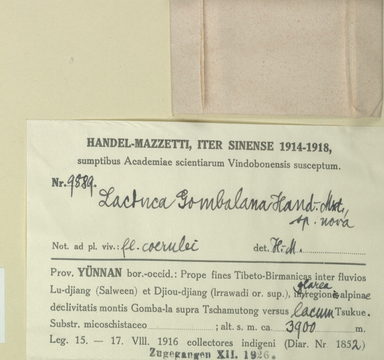 HANDEL-MAZZETTI, ITER SINENSE 1914-1918,
sumptibus Academiae scientiarum Vindobonensis susceptum.
Nr. 9889.
Lactuca Gombalana Hand.-Mzt.,
sp. nova
Not. ad pl. viv.: fl. coerulei det. H.-M.
Prov. YÜNNAN bor.-occid.: Prope fines Tibeto-Birmanicas inter fluvios
Lu-djiang (Salween) et Djiou-djiang (Irrawadi or. sup.), in glarea regionis alpinae
declivitatis montis Gomba-la supra Tschamutong versus lacum Tsukue.
Substr. micoschistaceo ; alt. s. m. ca. 3900 m.
Leg. 15. — 17. VIII. 1916 collectores indigeni (Diar. Nr 1852)
Zugegangen XII. 1926.